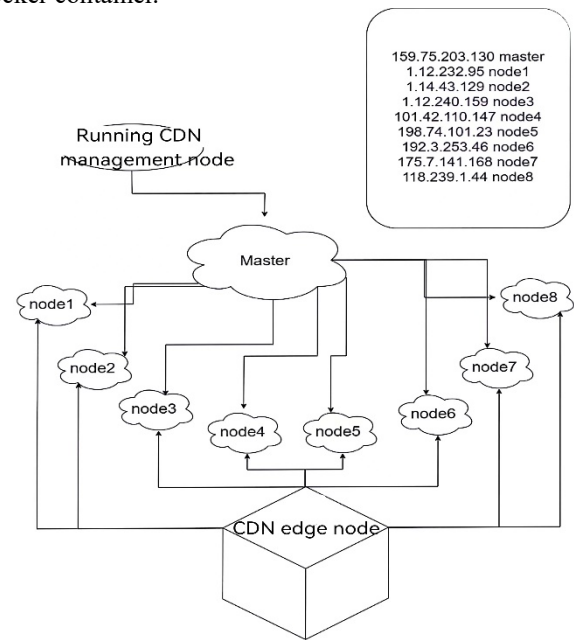 159.75.203.130 master
1.12.232.95 node1
1.14.43.129 node2
1.12.240.159 node3
101.42.110.147 node4
198.74.101.23 node5
192.3.253.46 node6
175.7.141.168 node7
118.239.1.44 node8
Running CDN
management node
Master
node1
node8
node2
node7
node3
node6
node4
node5
CDN edge node